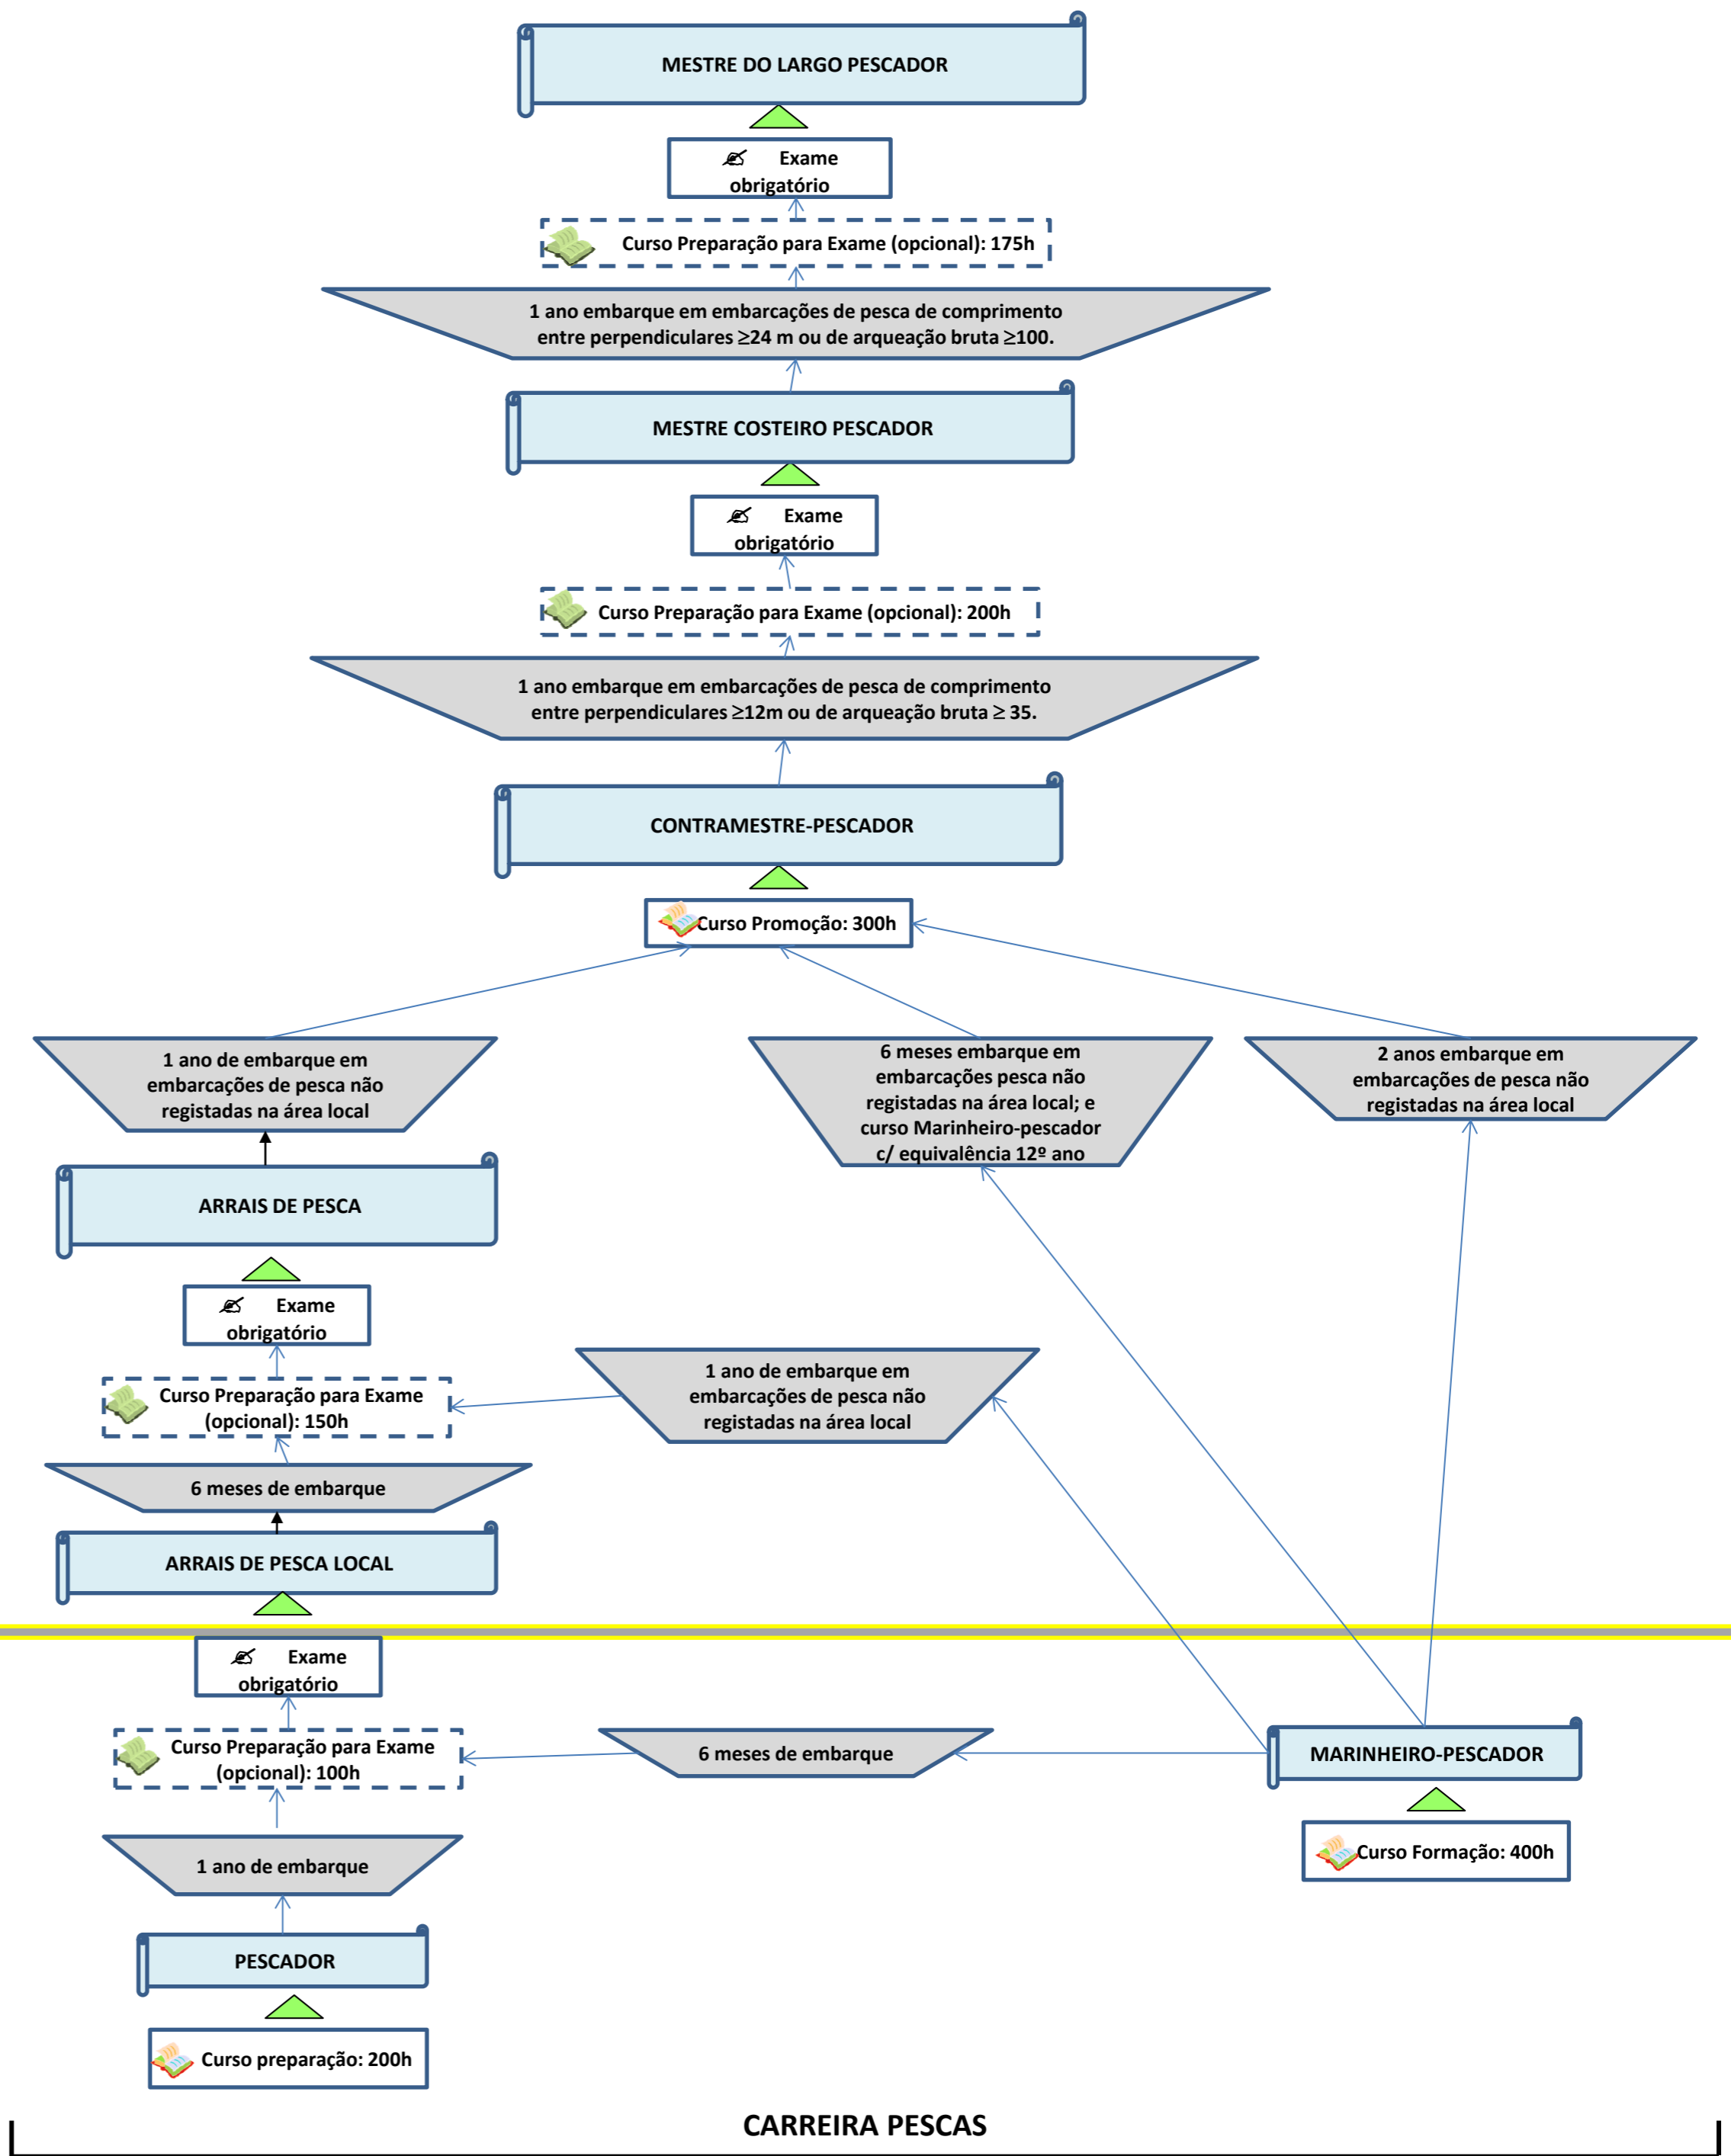 MESTRE DO LARGO PESCADOR
Exame
obrigatório
Curso Preparação para Exame (opcional): 175h
1 ano embarque em embarcações de pesca de comprimento
entre perpendiculares ≥24 m ou de arqueação bruta ≥100.
MESTRE COSTEIRO PESCADOR
Exame
obrigatório
Curso Preparação para Exame (opcional): 200h
1 ano embarque em embarcações de pesca de comprimento
entre perpendiculares ≥12m ou de arqueação bruta ≥ 35.
CONTRAMESTRE-PESCADOR
Curso Promoção: 300h
1 ano de embarque em
embarcações de pesca não
registadas na área local
6 meses embarque em
embarcações pesca não
registadas na área local; e
curso Marinheiro-pescador
c/ equivalência 12º ano
2 anos embarque em
embarcações de pesca não
registadas na área local
ARRAIS DE PESCA
Exame
obrigatório
Curso Preparação para Exame
(opcional): 150h
1 ano de embarque em
embarcações de pesca não
registadas na área local
6 meses de embarque
ARRAIS DE PESCA LOCAL
Exame
obrigatório
Curso Preparação para Exame
(opcional): 100h
6 meses de embarque
MARINHEIRO-PESCADOR
Curso Formação: 400h
1 ano de embarque
PESCADOR
Curso preparação: 200h
CARREIRA PESCAS